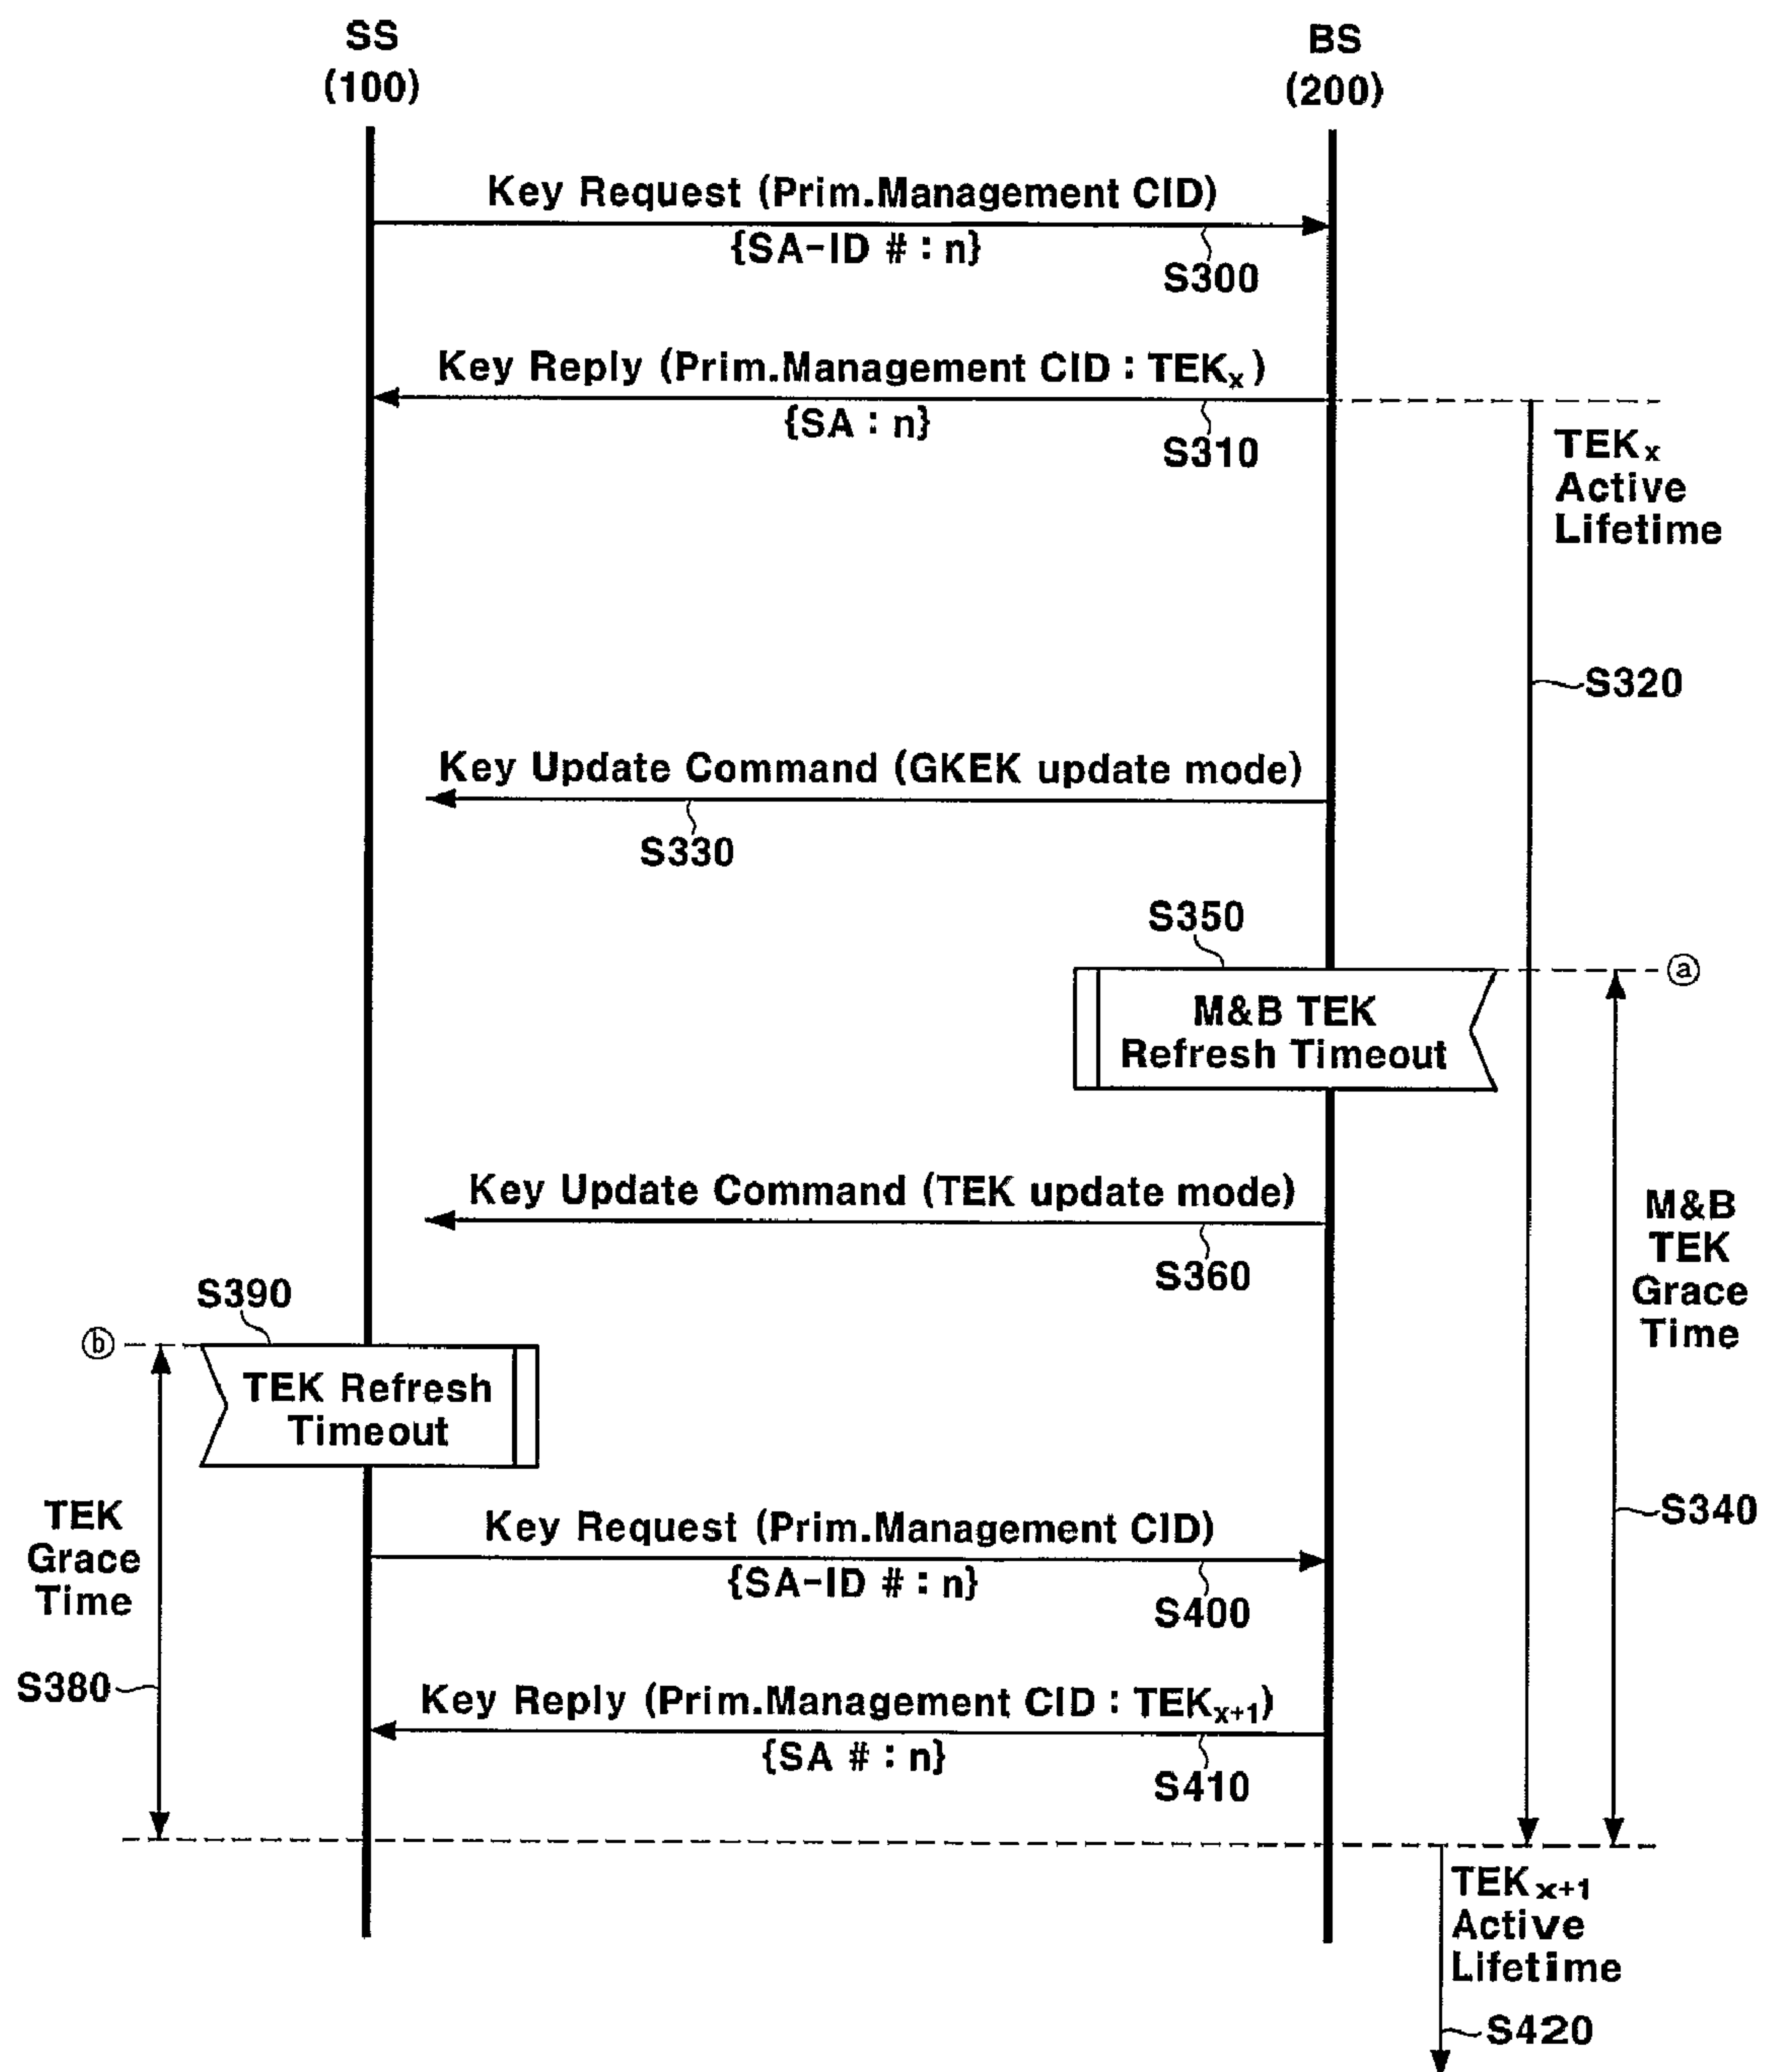 SS
(100)
BS
(200)
Key Request (Prim.Management CID)
{SA-ID # : n}
S300
Key Reply (Prim.Management CID : TEKx)
{SA : n}
S310
TEKx
Active
Lifetime
S320
Key Update Command (GKEK update mode)
S330
S350
ⓐ
M&B TEK
Refresh Timeout
Key Update Command (TEK update mode)
S360
M&B
TEK
Grace
Time
S390
ⓑ
TEK Refresh
Timeout
S340
TEK
Grace
Time
Key Request (Prim.Management CID)
{SA-ID # : n}
S400
S380
Key Reply (Prim.Management CID : TEKx+1)
{SA # : n}
S410
TEKx+1
Active
Lifetime
S420